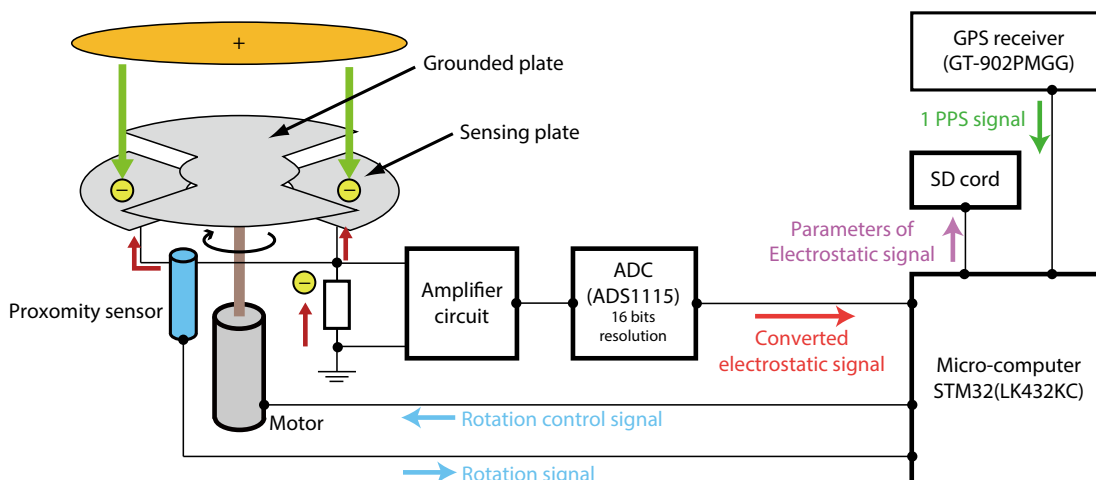 +
Grounded plate
Sensing plate
−
−
GPS receiver
(GT-902PMGG)
1 PPS signal
SD cord
Parameters of
Electrostatic signal
Proxomity sensor
−
Amplifier
circuit
ADC
(ADS1115)
16 bits
resolution
Converted
electrostatic signal
Micro-computer
STM32(LK432KC)
Motor
Rotation control signal
Rotation signal